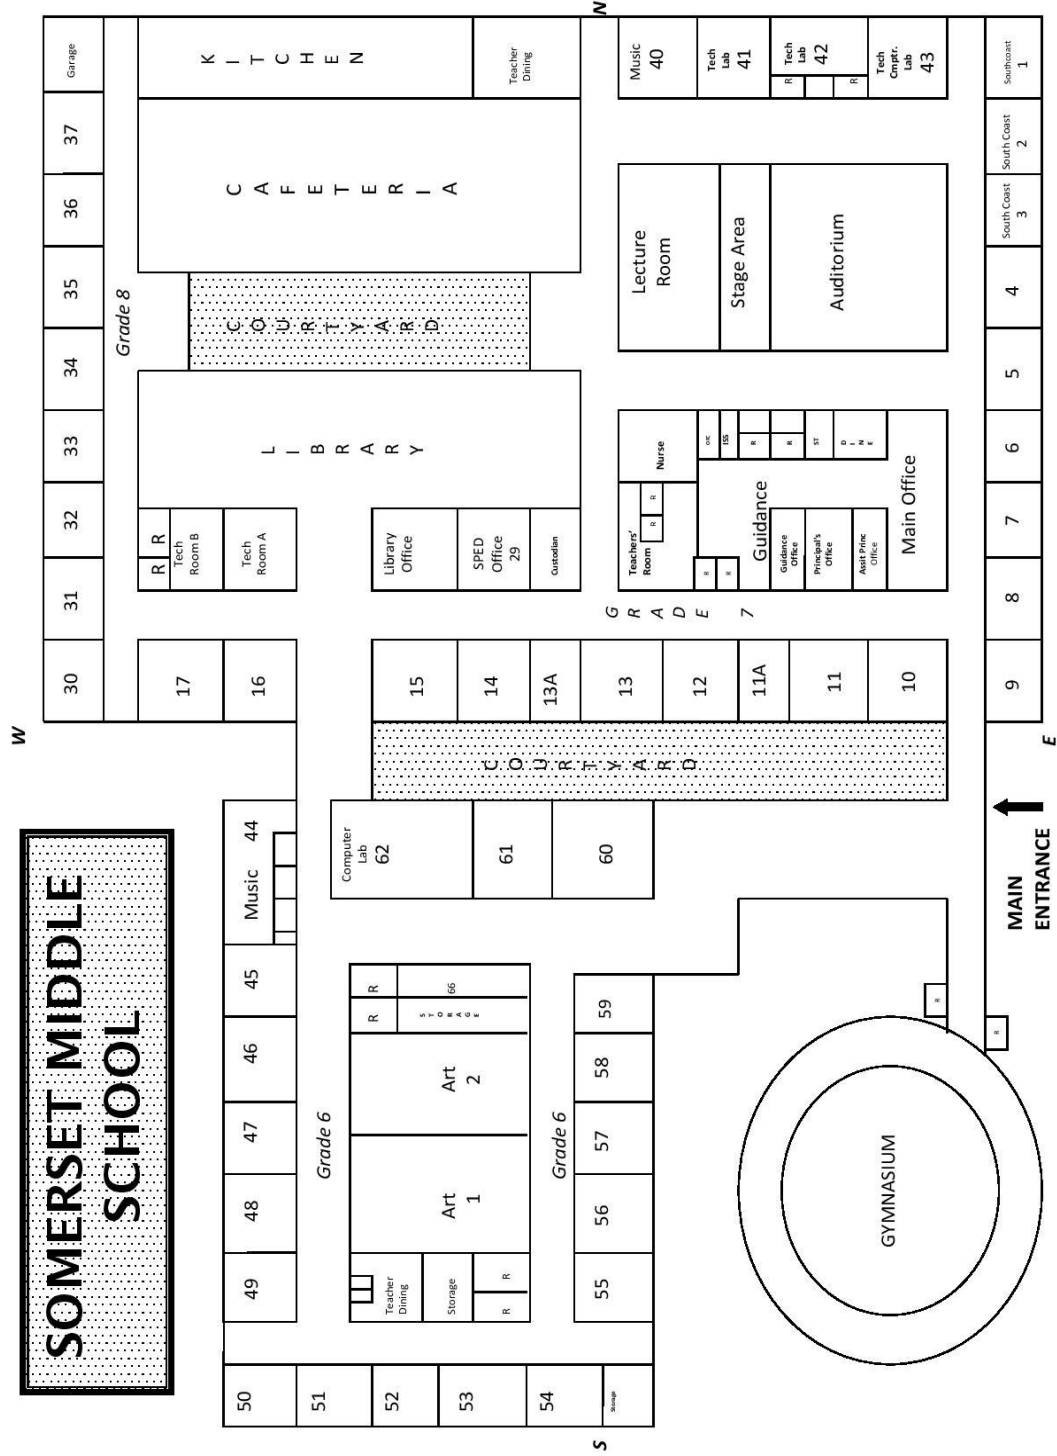 SOMERSET MIDDLE
SCHOOL
W
N
E
S
Garage
37
36
35
34
33
32
31
30
Grade 8
KITCHEN
Teacher
Dining
CAFETERIA
COURTYARD
LIBRARY
R
R
Tech
Room B
Tech
Room A
Library
Office
SPED
Office
29
Custodian
17
16
15
14
13A
13
12
11A
11
10
Music
40
Tech
Lab
41
Tech
Lab
42
R
R
Tech
Cmptr.
Lab
43
Southcoast
1
South Coast
2
South Coast
3
4
5
6
7
8
9
Lecture
Room
Stage Area
Auditorium
Nurse
Teachers'
Room
R
R
R
R
ISS
R
R
ST
DINE
Guidance
Guidance
Office
Principal's
Office
Assit Princ
Office
Main Office
GRADE 7
COURTYARD
MAIN
ENTRANCE
Music
44
45
46
47
48
49
50
51
52
53
54
Storage
Computer
Lab
62
61
60
R
R
66
STORAGE
Art
2
Art
1
Grade 6
Grade 6
Teacher
Dining
Storage
R
R
59
58
57
56
55
GYMNASIUM
R
R